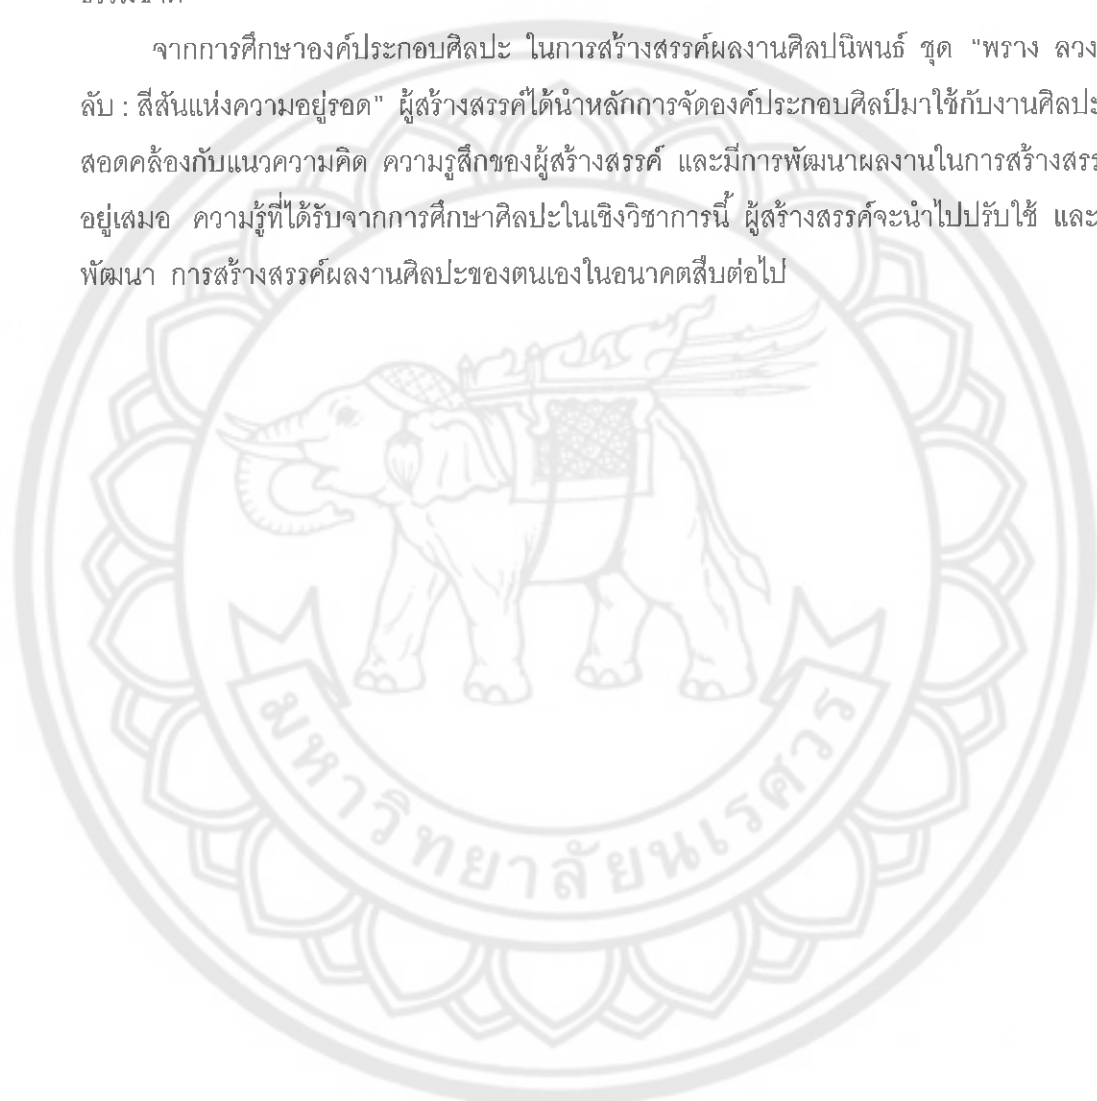 จากการศึกษาองค์ประกอบศิลปะ ในการสร้างสรรค์ผลงานศิลปนิพนธ์ ชุด "พราง ลวง
ลับ : สีสันแห่งความอยู่รอด" ผู้สร้างสรรค์ได้นำหลักการจัดองค์ประกอบศิลป์มาใช้กับงานศิลปะ
สอดคล้องกับแนวความคิด ความรู้สึกของผู้สร้างสรรค์ และมีการพัฒนาผลงานในการสร้างสรร
อยู่เสมอ ความรู้ที่ได้รับจากการศึกษาศิลปะในเชิงวิชาการนี้ ผู้สร้างสรรค์จะนำไปปรับใช้ และ
พัฒนา การสร้างสรรค์ผลงานศิลปะของตนเองในอนาคตสืบต่อไป
มหาวิทยาลัยนเรศวร